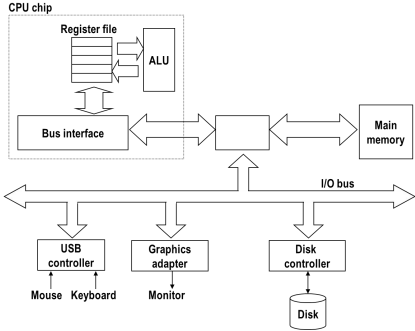 CPU chip
Register file
ALU
Bus interface
Main
memory
I/O bus
USB
controller
Graphics
adapter
Disk
controller
Mouse
Keyboard
Monitor
Disk